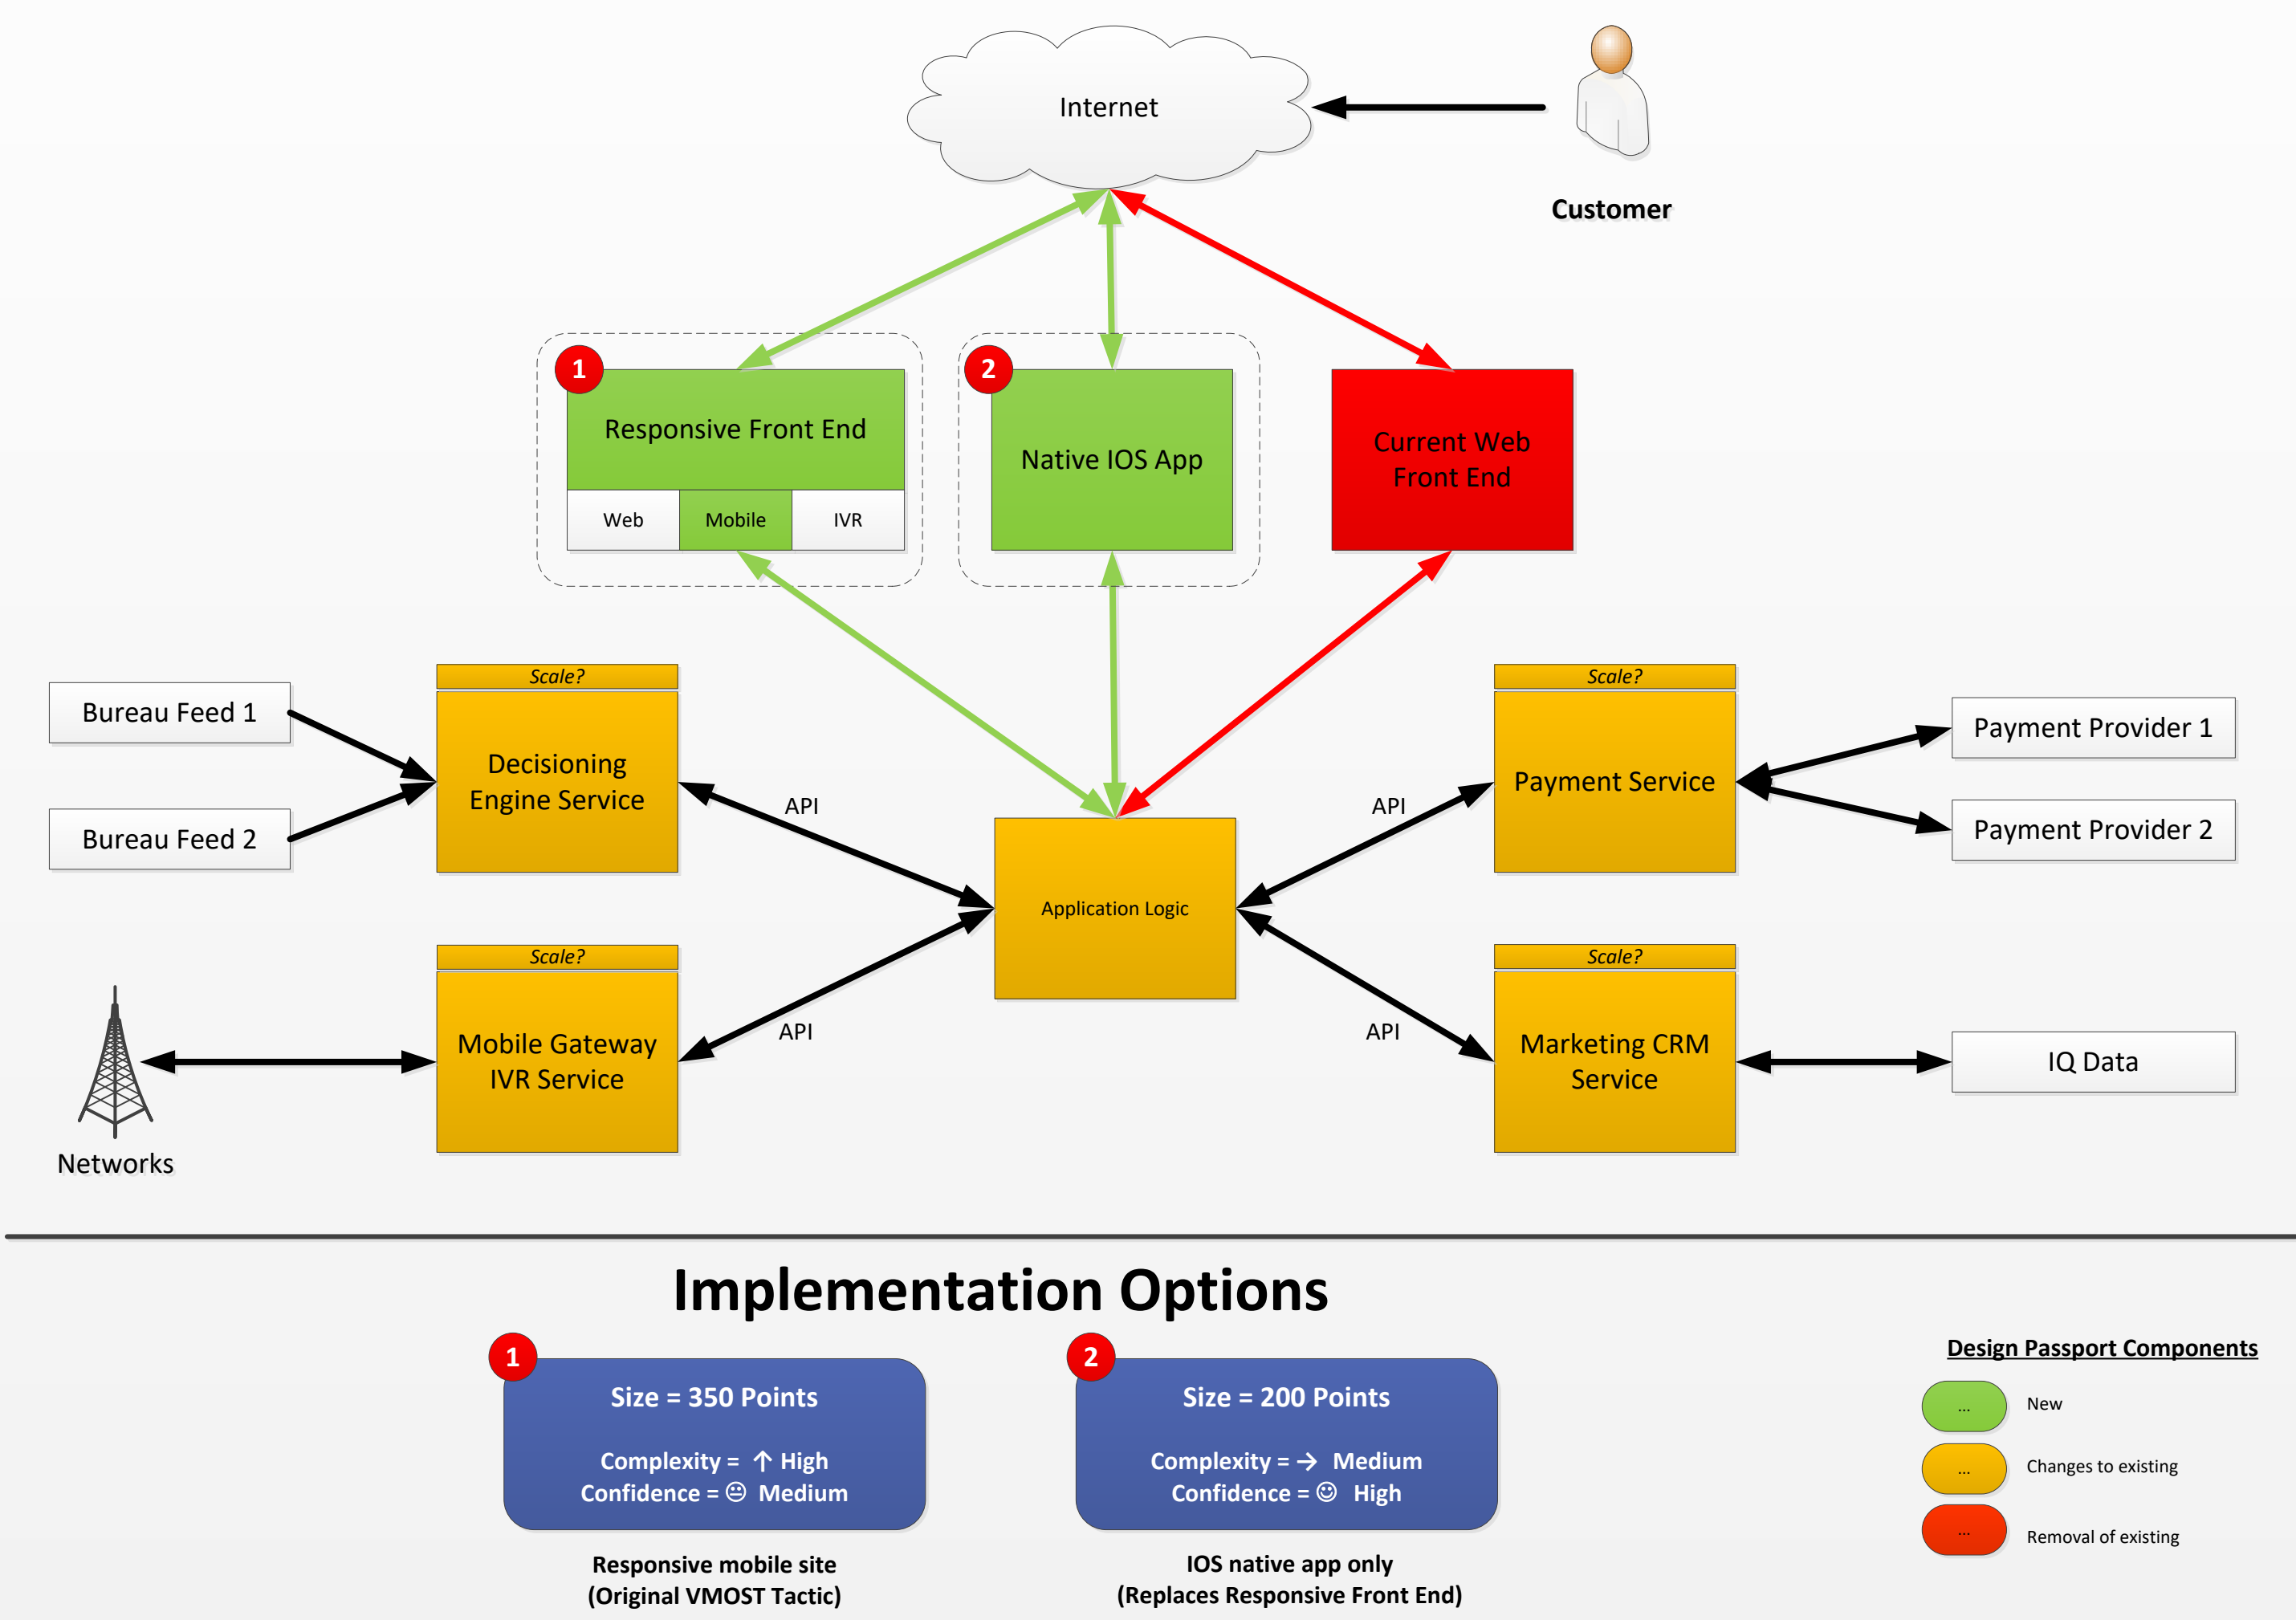 Internet
Customer
1
Responsive Front End
Web
Mobile
IVR
2
Native IOS App
Current Web
Front End
Bureau Feed 1
Bureau Feed 2
Scale?
Decisioning
Engine Service
API
Scale?
Payment Service
API
Payment Provider 1
Payment Provider 2
Application Logic
Networks
Scale?
Mobile Gateway
IVR Service
API
Scale?
Marketing CRM
Service
API
IQ Data
Implementation Options
1
Size = 350 Points
Complexity = ↑ High
Confidence = 😐 Medium
Responsive mobile site
(Original VMOST Tactic)
2
Size = 200 Points
Complexity = → Medium
Confidence = ☺ High
IOS native app only
(Replaces Responsive Front End)
Design Passport Components
... New
... Changes to existing
... Removal of existing